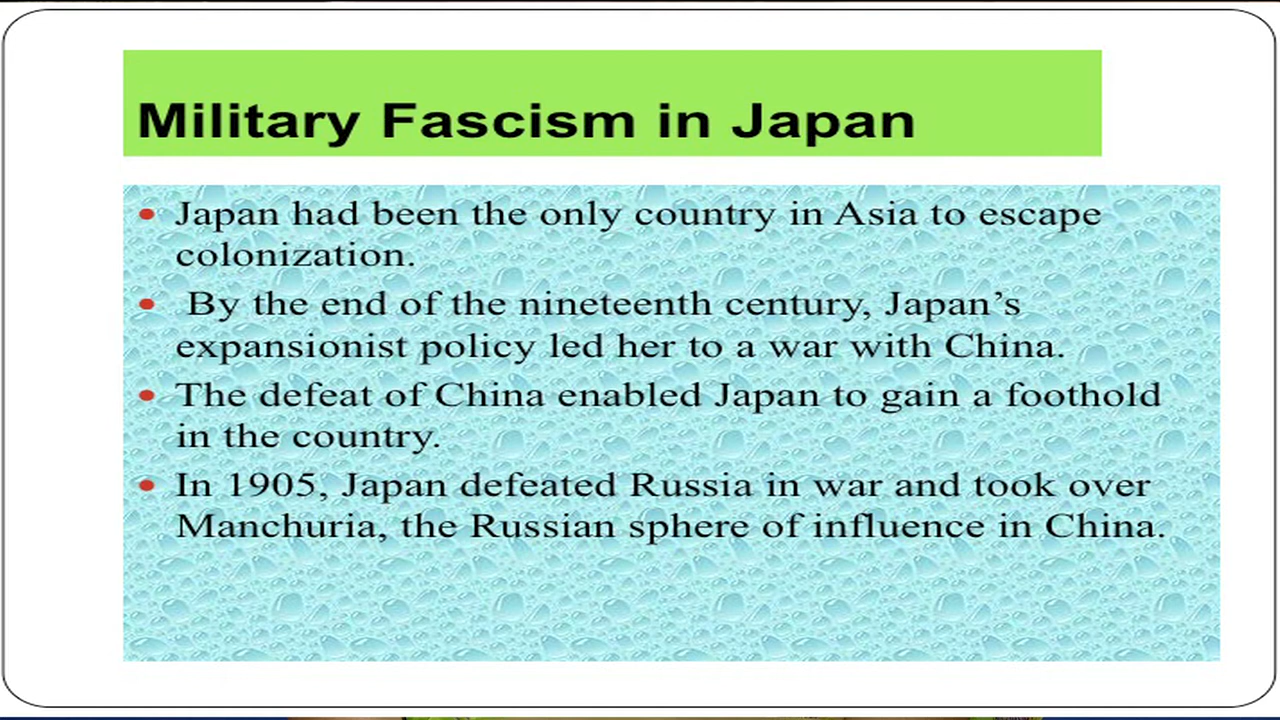 Military Fascism in Japan
• Japan had been the only country in Asia to escape
colonization.
• By the end of the nineteenth century, Japan’s
expansionist policy led her to a war with China.
• The defeat of China enabled Japan to gain a foothold
in the country.
• In 1905, Japan defeated Russia in war and took over
Manchuria, the Russian sphere of influence in China.